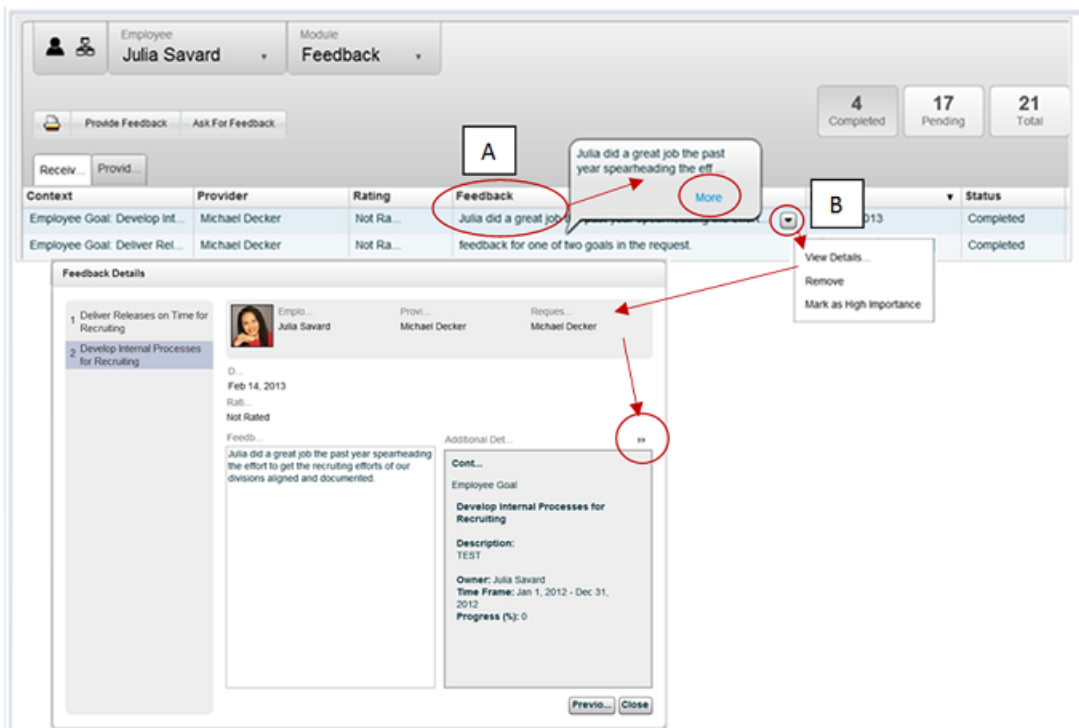 Employee
Julia Savard
Module
Feedback
4
Completed
17
Pending
21
Total
Provide Feedback
Ask For Feedback
A
Julia did a great job the past
year spearheading the eff ...
More
B
Receiv...
Provid...
Context
Provider
Rating
Feedback
Status
Employee Goal: Develop Int...
Michael Decker
Not Ra...
Julia did a great job the past year spearheading the effort...
013
Completed
Employee Goal: Deliver Rel...
Michael Decker
Not Ra...
feedback for one of two goals in the request.
Completed
View Details...
Remove
Mark as High Importance
Feedback Details
1 Deliver Releases on Time for
Recruiting
2 Develop Internal Processes
for Recruiting
Emplo...
Julia Savard
Provi...
Michael Decker
Reques...
Michael Decker
D...
Feb 14, 2013
Rati...
Not Rated
Feedb...
Julia did a great job the past year spearheading
the effort to get the recruiting efforts of our
divisions aligned and documented.
Additional Det...
Cont...
Employee Goal
Develop Internal Processes for
Recruiting
Description:
TEST
Owner: Julia Savard
Time Frame: Jan 1, 2012 - Dec 31,
2012
Progress (%): 0
Previo...
Close